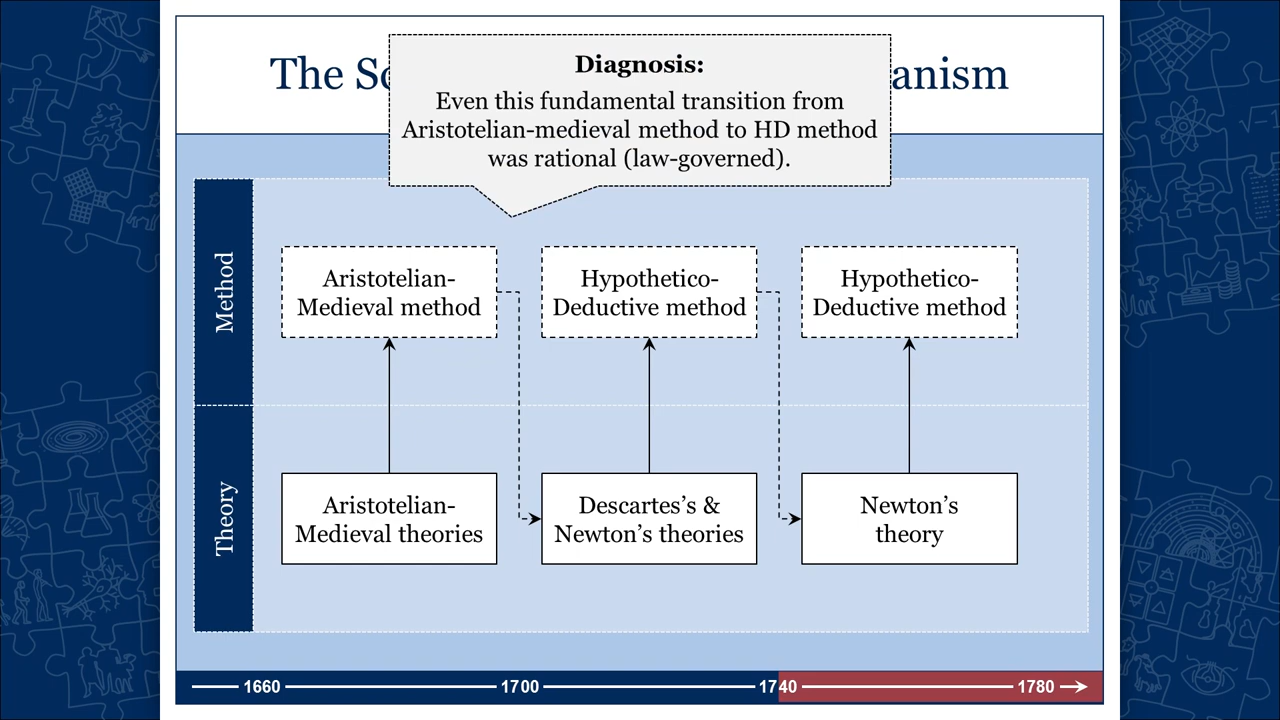 The Sc
anism
Diagnosis:
Even this fundamental transition from
Aristotelian-medieval method to HD method
was rational (law-governed).
Method
Aristotelian-
Medieval method
Hypothetico-
Deductive method
Hypothetico-
Deductive method
Theory
Aristotelian-
Medieval theories
Descartes’s &
Newton’s theories
Newton’s
theory
1660
1700
1740
1780